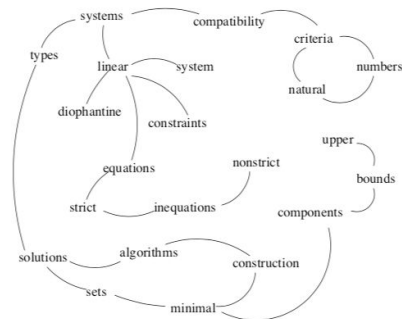 systems
compatibility
criteria
types
linear
system
numbers
natural
diophantine
constraints
upper
equations
nonstrict
bounds
strict
inequations
components
solutions
algorithms
construction
sets
minimal